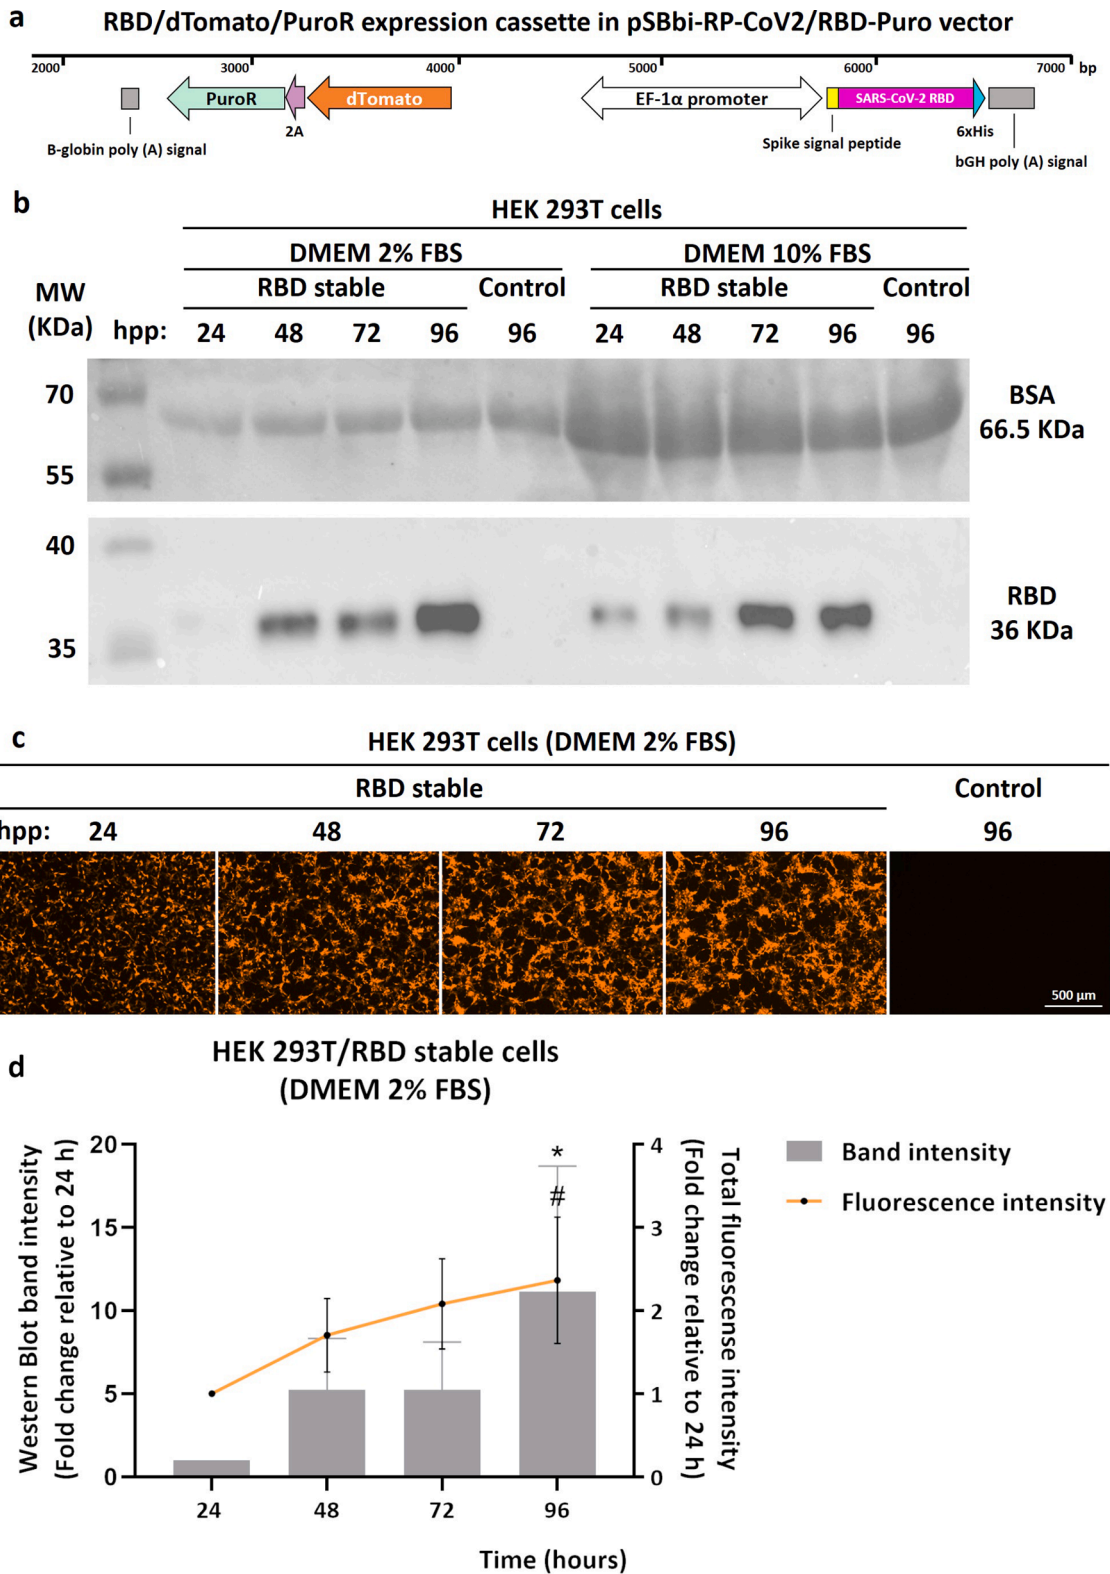 a
RBD/dTomato/PuroR expression cassette in pSBbi-RP-CoV2/RBD-Puro vector
2000 3000 4000 5000 6000 7000 bp
PuroR dTomato EF-1α promoter SARS-CoV-2 RBD
2A 6xHis
B-globin poly (A) signal Spike signal peptide bGH poly (A) signal
b
HEK 293T cells
DMEM 2% FBS DMEM 10% FBS
MW (KDa)
RBD stable Control RBD stable Control
hpp: 24 48 72 96 96 24 48 72 96 96
70
55
BSA
66.5 KDa
40
35
RBD
36 KDa
c
HEK 293T cells (DMEM 2% FBS)
RBD stable Control
hpp: 24 48 72 96 96
500 µm
d
HEK 293T/RBD stable cells
(DMEM 2% FBS)
Western Blot band intensity
(Fold change relative to 24 h)
20
15
10
5
0
*
#
4
3
2
1
0
Total fluorescence intensity
(Fold change relative to 24 h)
Band intensity
Fluorescence intensity
24 48 72 96
Time (hours)